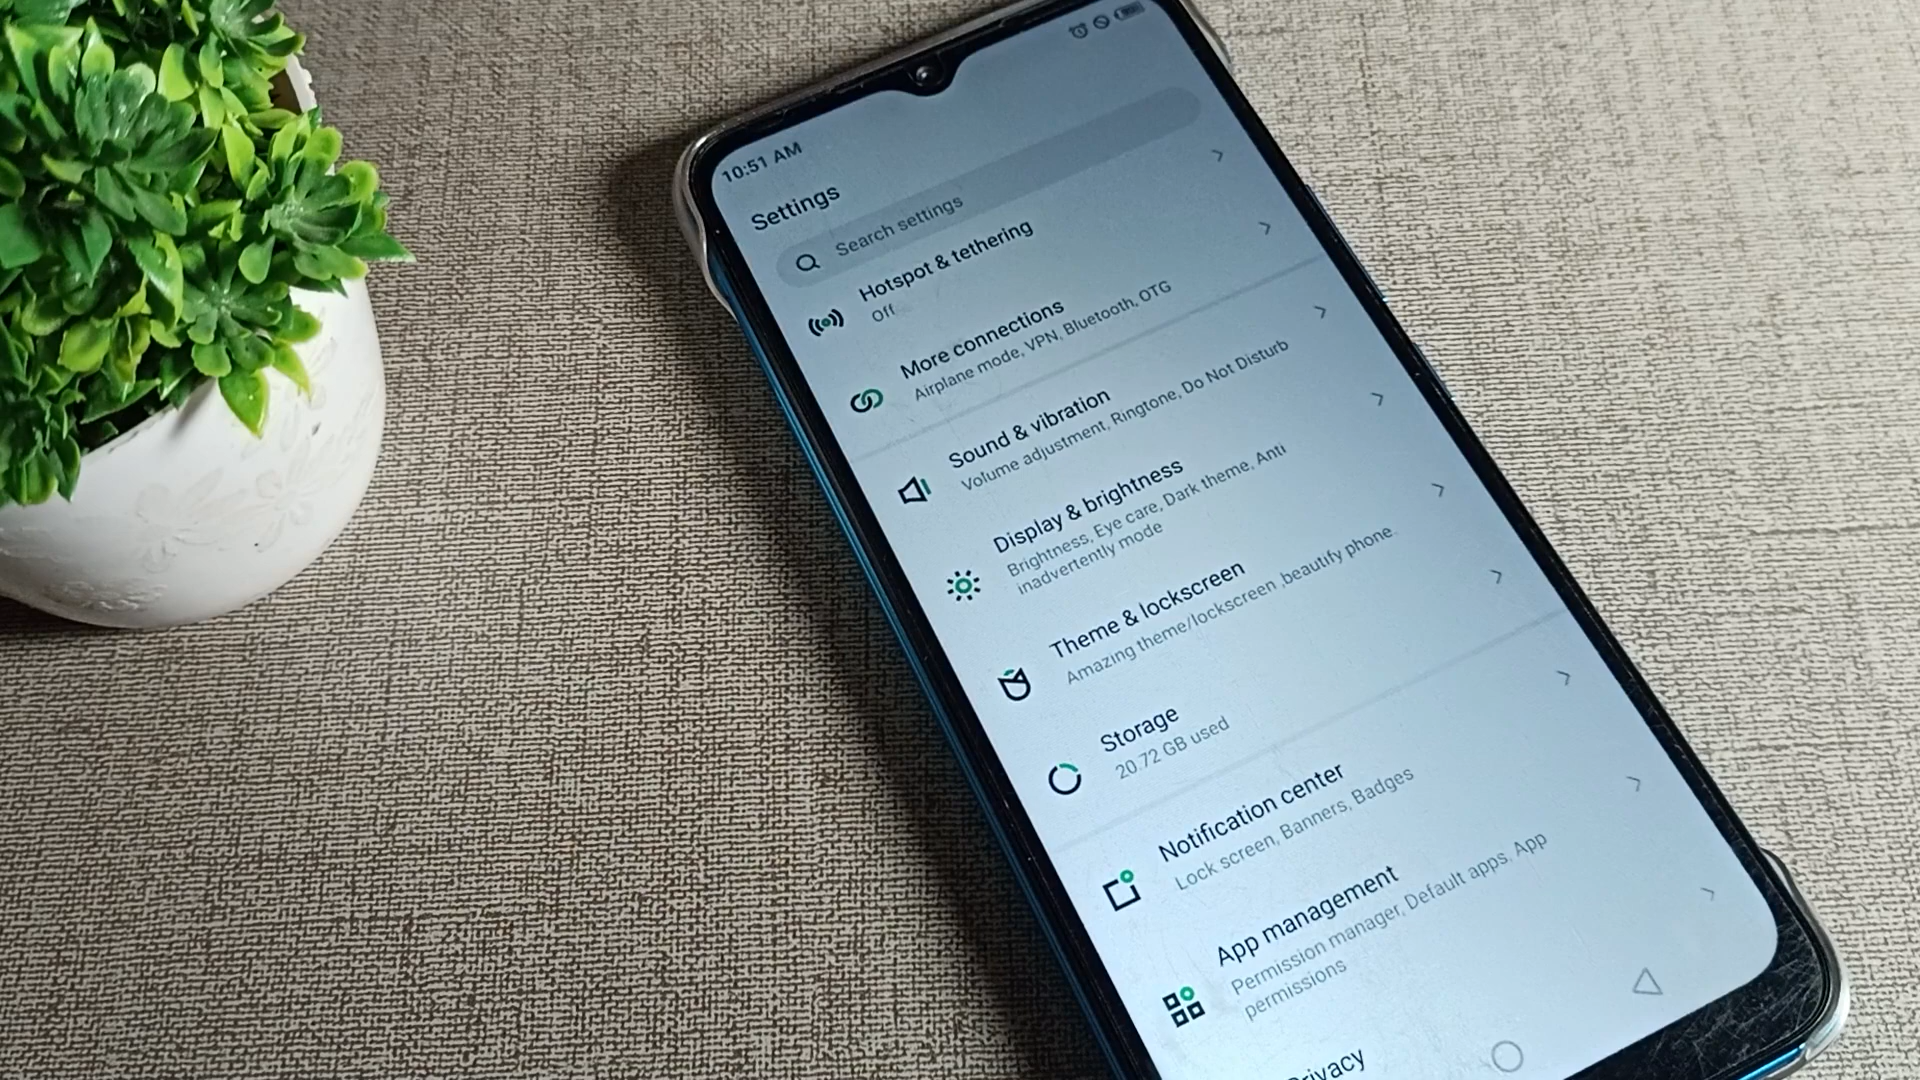 10:51 AM
Settings
Search settings
Hotspot & tethering
Off
More connections
Airplane mode, VPN, Bluetooth, OTG
Sound & vibration
Volume adjustment, Ringtone, Do Not Disturb
Display & brightness
Brightness, Eye care, Dark theme, Anti
inadvertently mode
Theme & lockscreen
Amazing theme/lockscreen ,beautify phone.
Storage
20.72 GB used
Notification center
Lock screen, Banners, Badges
App management
Permission manager, Default apps, App
permissions
Privacy